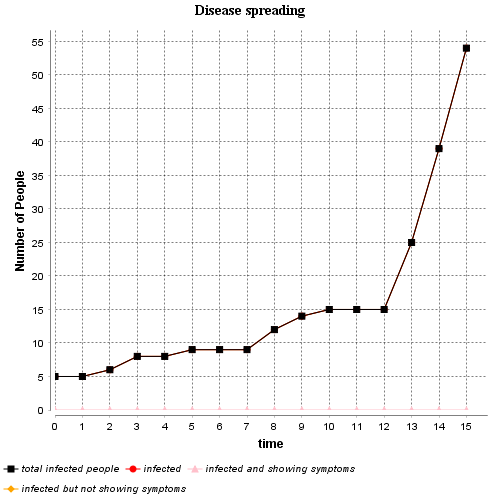 Disease spreading
55
50
45
40
35
30
25
20
15
10
5
0
Number of People
0 1 2 3 4 5 6 7 8 9 10 11 12 13 14 15
time
total infected people infected infected and showing symptoms
infected but not showing symptoms